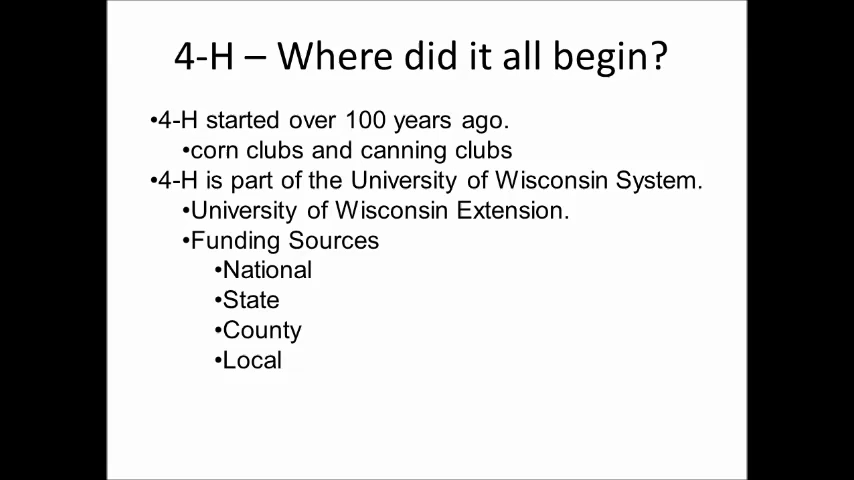 4-H – Where did it all begin?
•4-H started over 100 years ago.
•corn clubs and canning clubs
•4-H is part of the University of Wisconsin System.
•University of Wisconsin Extension.
•Funding Sources
•National
•State
•County
•Local